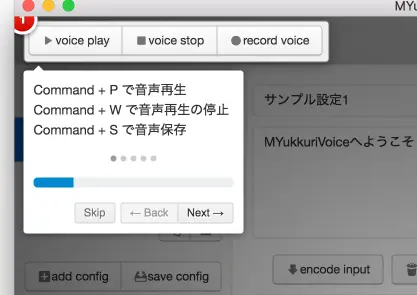 MYu
1
voice play
voice stop
record voice
Command + P で音声再生
Command + W で音声再生の停止
Command + S で音声保存
Skip
← Back
Next →
サンプル設定1
MYukkuriVoiceへようこそ
add config
save config
encode input